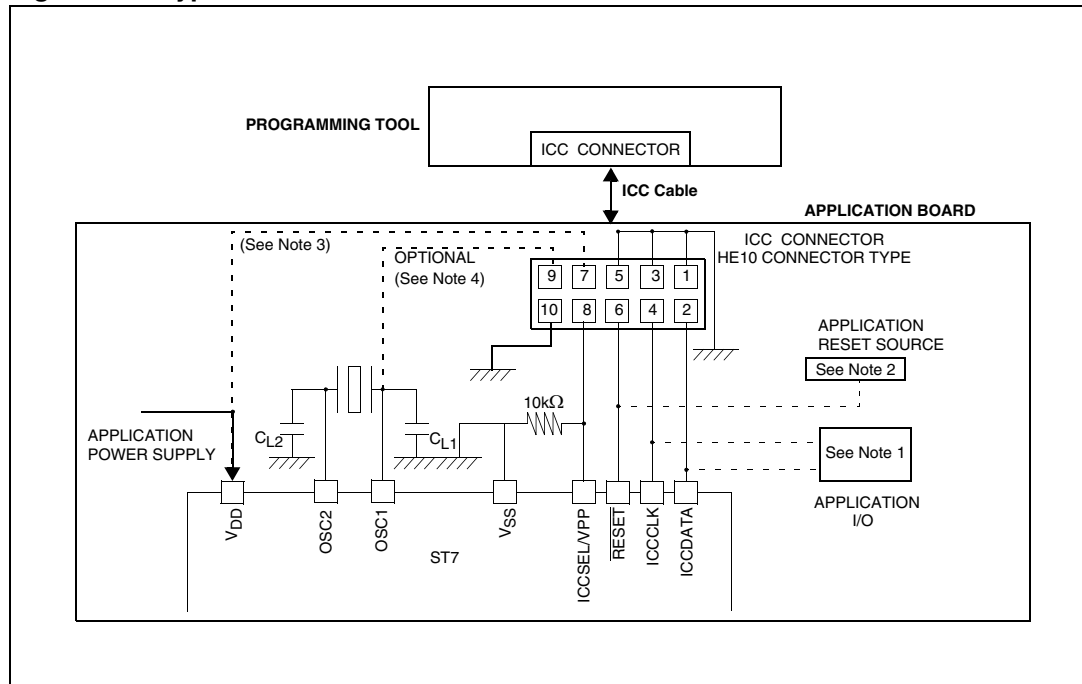 PROGRAMMING TOOL
ICC CONNECTOR
ICC Cable
APPLICATION BOARD
ICC CONNECTOR
HE10 CONNECTOR TYPE
(See Note 3)
OPTIONAL
(See Note 4)
9 7 5 3 1
10 8 6 4 2
APPLICATION
RESET SOURCE
See Note 2
10kΩ
APPLICATION
POWER SUPPLY
CL2
CL1
See Note 1
APPLICATION
I/O
VDD
OSC2
OSC1
VSS
ICCSEL/VPP
RESET
ICCCLK
ICCDATA
ST7